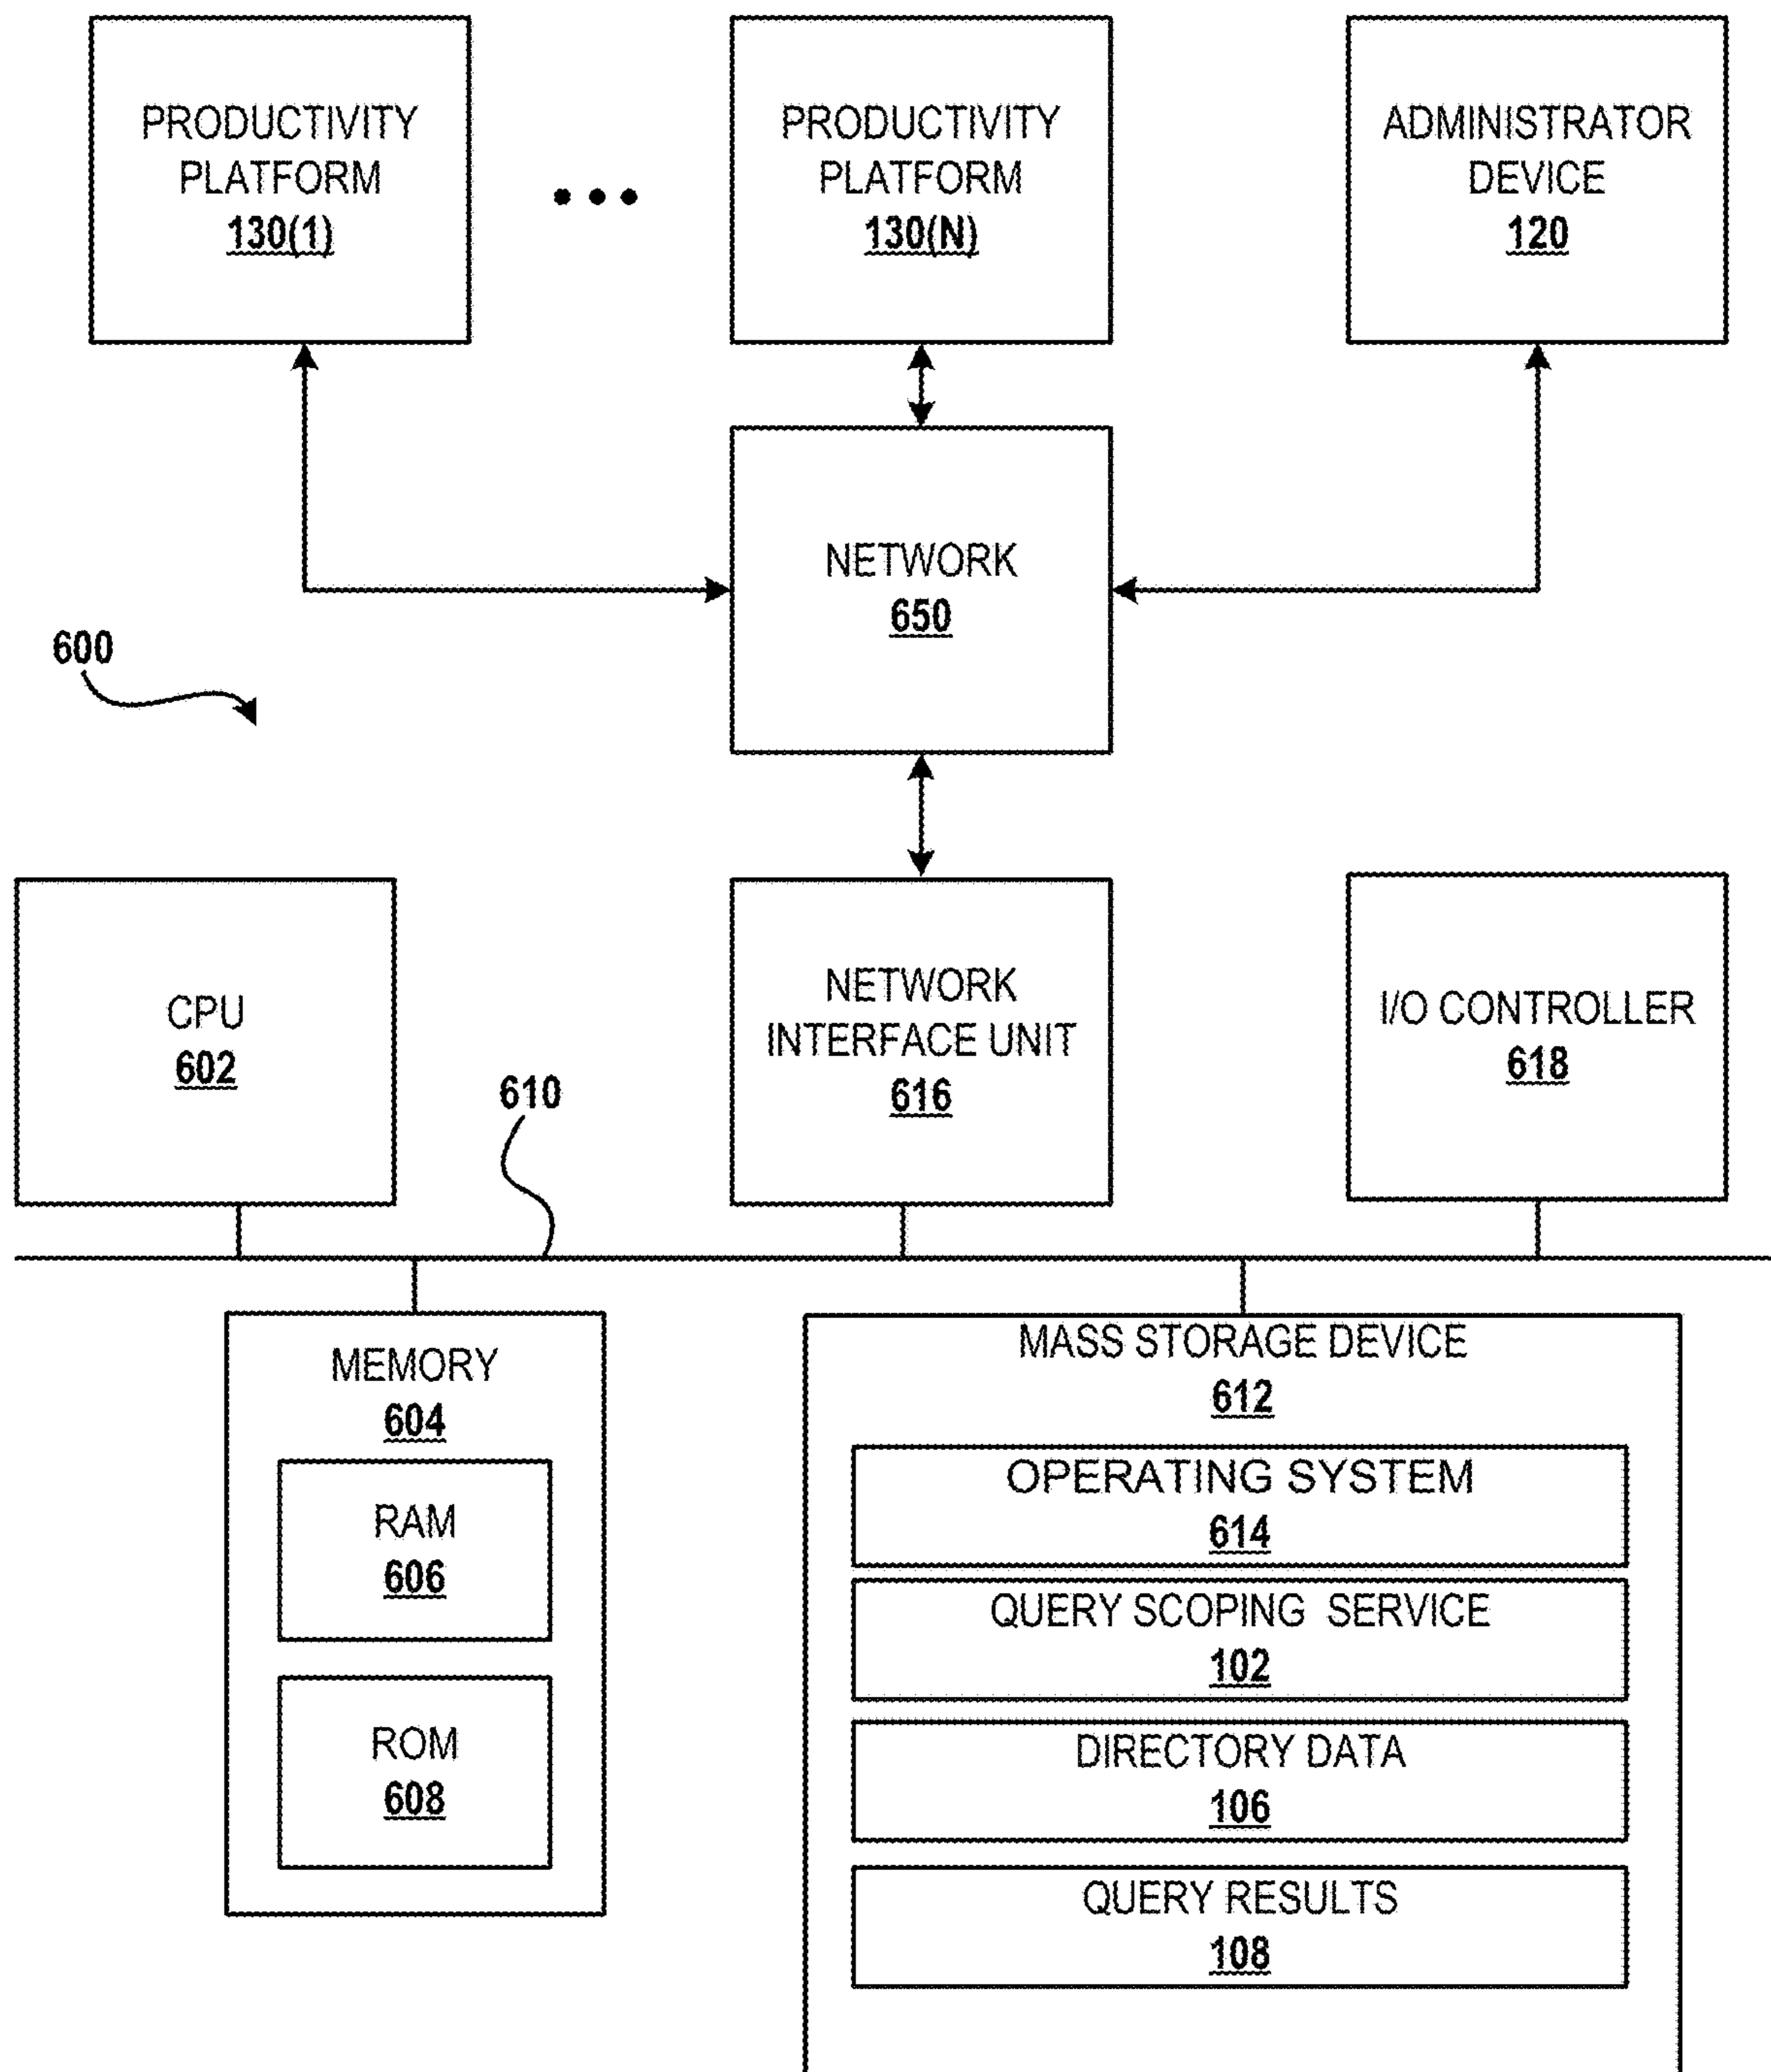 PRODUCTIVITY
PLATFORM
130(1)
PRODUCTIVITY
PLATFORM
130(N)
ADMINISTRATOR
DEVICE
120
NETWORK
650
600
CPU
602
NETWORK
INTERFACE UNIT
616
I/O CONTROLLER
618
610
MEMORY
604
RAM
606
ROM
608
MASS STORAGE DEVICE
612
OPERATING SYSTEM
614
QUERY SCOPING SERVICE
102
DIRECTORY DATA
106
QUERY RESULTS
108